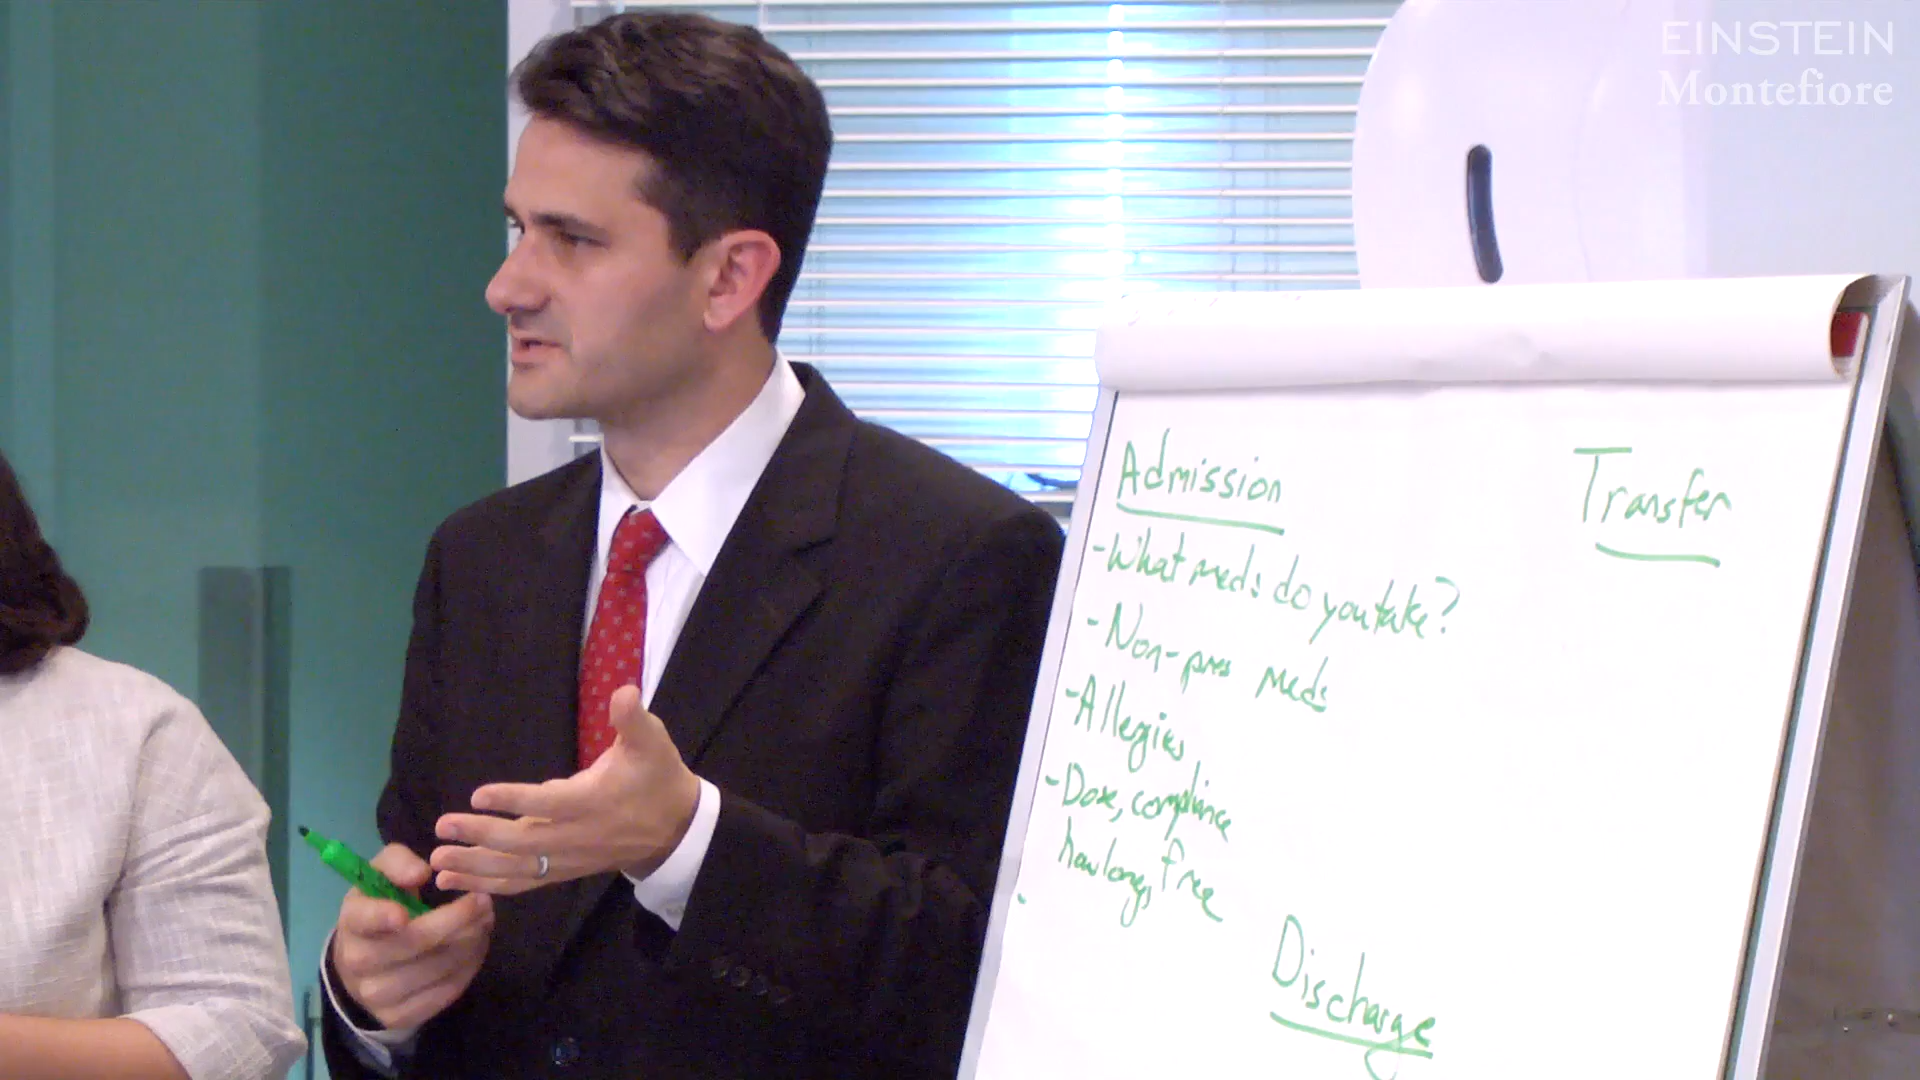 EINSTEIN
Montefiore
Admission
Transfer
-What meds do you take?
-Non-pres meds
-Allergies
-Dose, compliance
how long, freq
-
Discharge